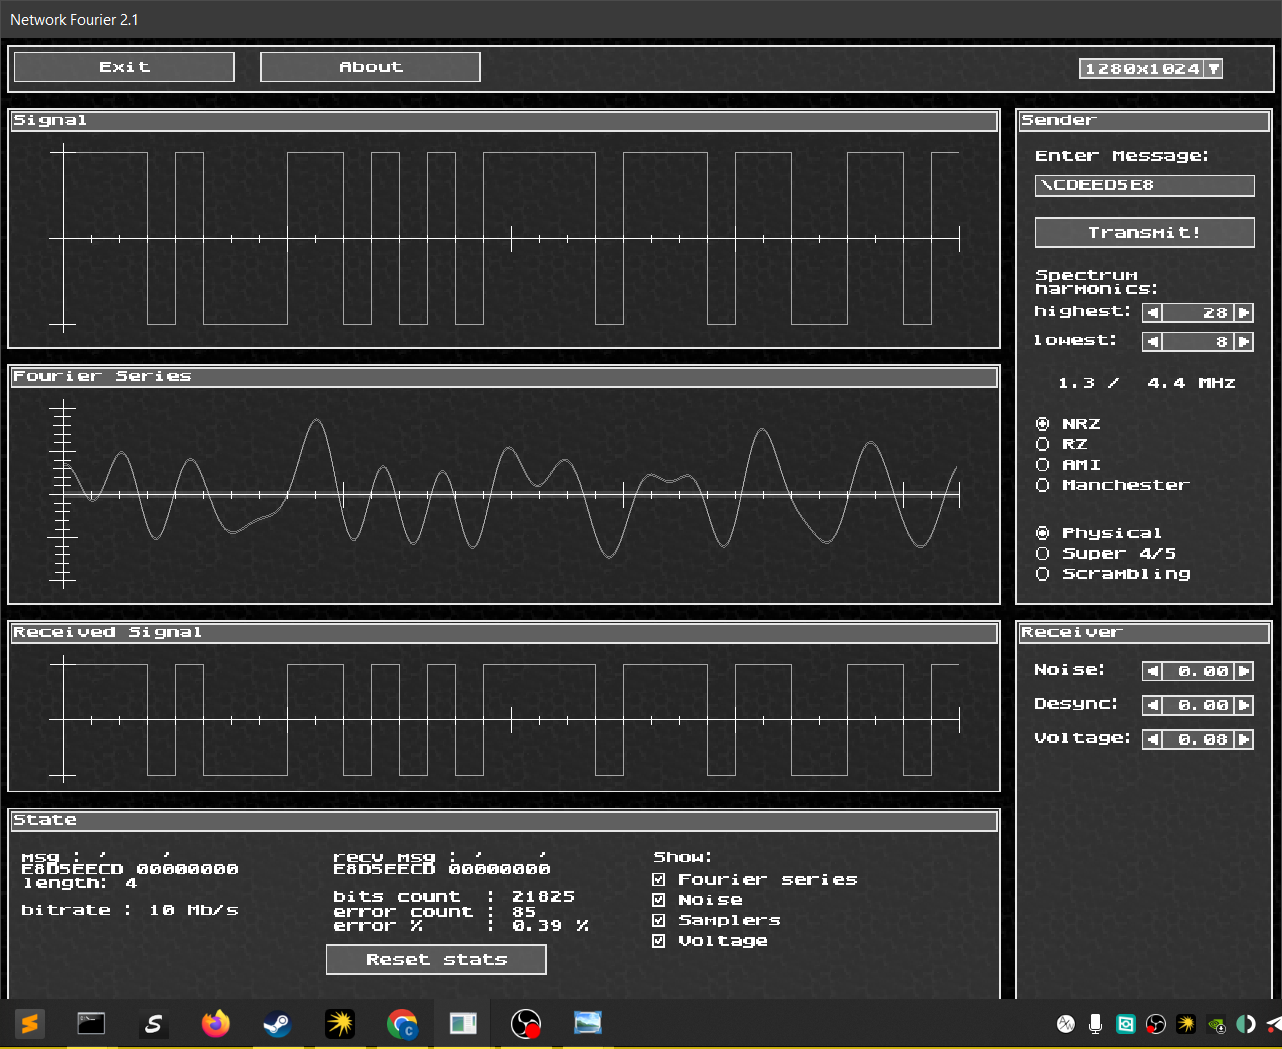 Network Fourier 2.1
Exit
About
1280x1024
Signal
Sender
Enter Message:
\CDEED5E8
Transmit!
Spectrum
harmonics:
highest: 28
lowest: 8
1.3 / 4.4 MHz
NRZ
RZ
AMI
Manchester
Physical
Super 4/5
Scrambling
Fourier Series
Received Signal
Receiver
Noise: 0.00
Desync: 0.00
Voltage: 0.08
State
msg : ' '
E8D5EECD 00000000
length: 4
bitrate : 10 Mb/s
recv msg : ' '
E8D5EECD 00000000
bits count : 21825
error count : 85
error % : 0.39 %
Reset stats
Show:
Fourier series
Noise
Samplers
Voltage